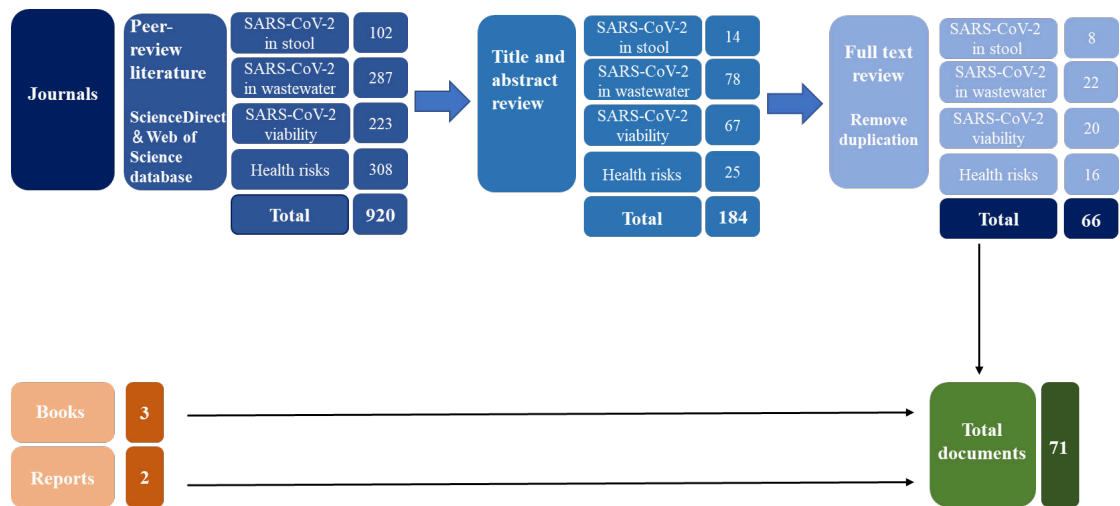 Journals
Peer-
review
literature
ScienceDirect
& Web of
Science
database
SARS-CoV-2
in stool
102
SARS-CoV-2
in wastewater
287
SARS-CoV-2
viability
223
Health risks
308
Total
920
Title and
abstract
review
SARS-CoV-2
in stool
14
SARS-CoV-2
in wastewater
78
SARS-CoV-2
viability
67
Health risks
25
Total
184
Full text
review
Remove
duplication
SARS-CoV-2
in stool
8
SARS-CoV-2
in wastewater
22
SARS-CoV-2
viability
20
Health risks
16
Total
66
Books
3
Reports
2
Total
documents
71